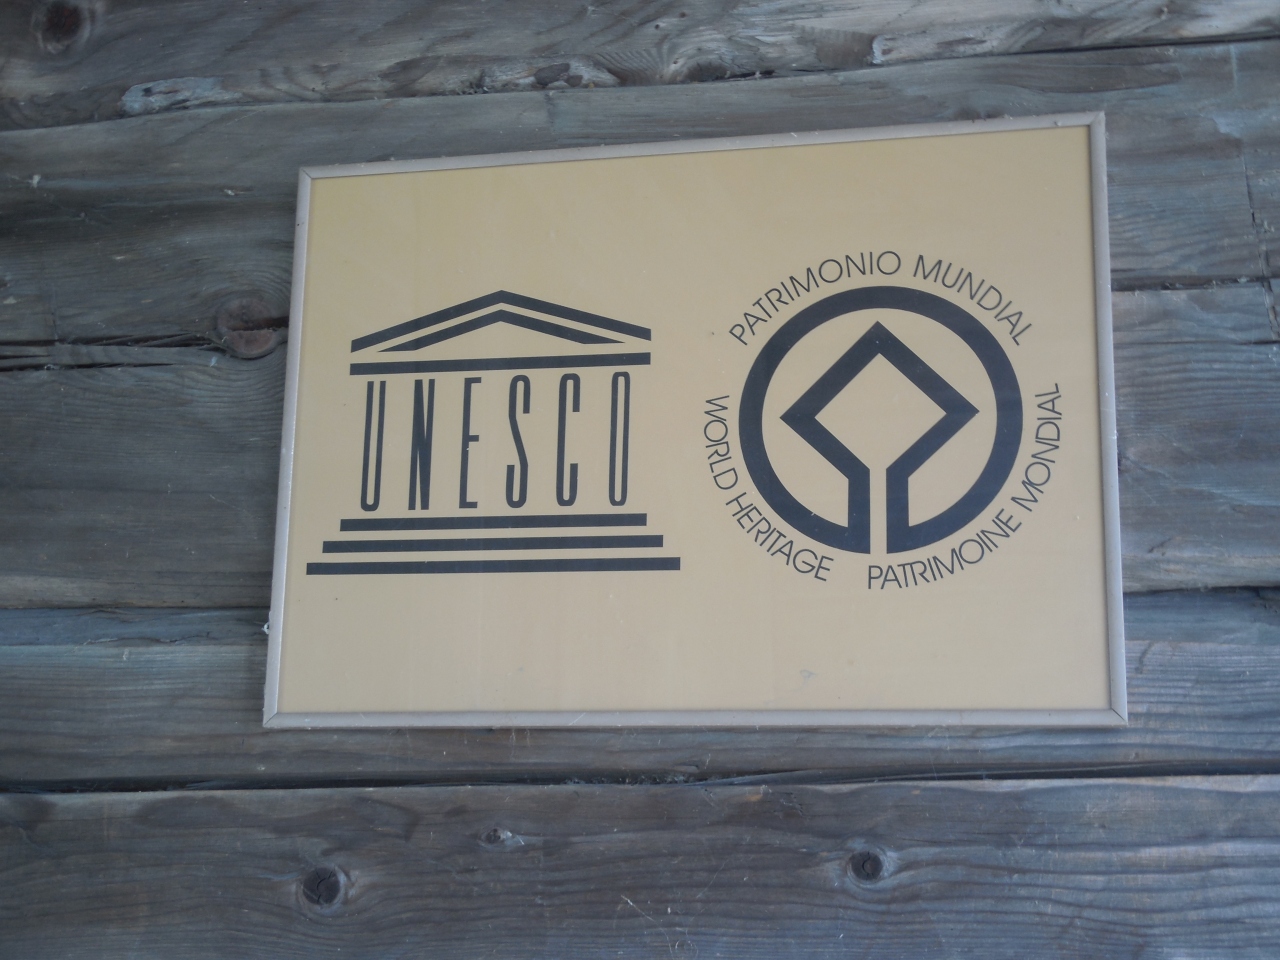 UNESCO
PATRIMONIO MUNDIAL
WORLD HERITAGE
PATRIMOINE MONDIAL